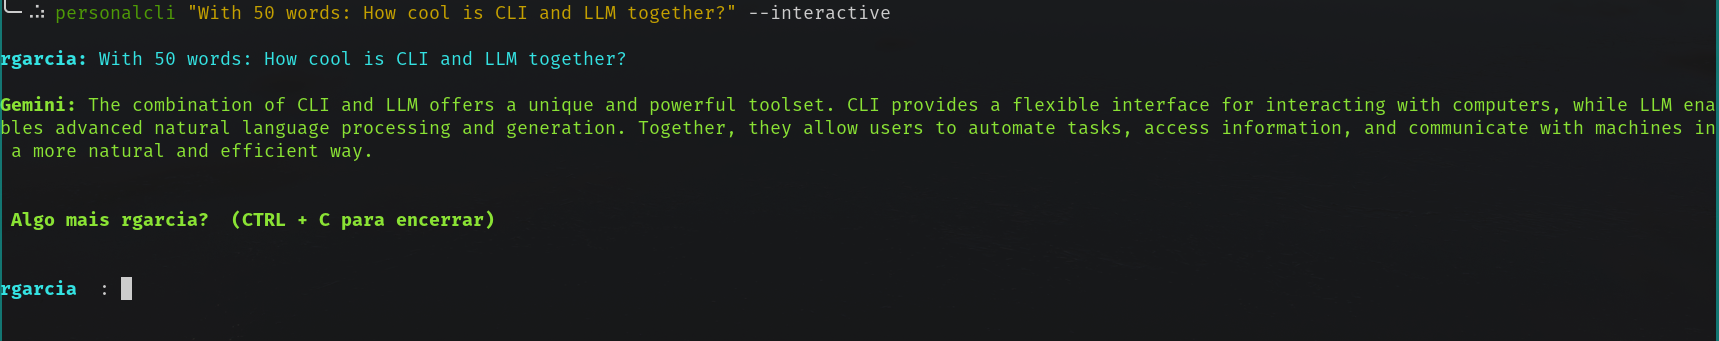 personalcli "With 50 words: How cool is CLI and LLM together?" --interactive
rgarcia: With 50 words: How cool is CLI and LLM together?
Gemini: The combination of CLI and LLM offers a unique and powerful toolset. CLI provides a flexible interface for interacting with computers, while LLM ena
bles advanced natural language processing and generation. Together, they allow users to automate tasks, access information, and communicate with machines in
a more natural and efficient way.
Algo mais rgarcia?  (CTRL + C para encerrar)
rgarcia  :